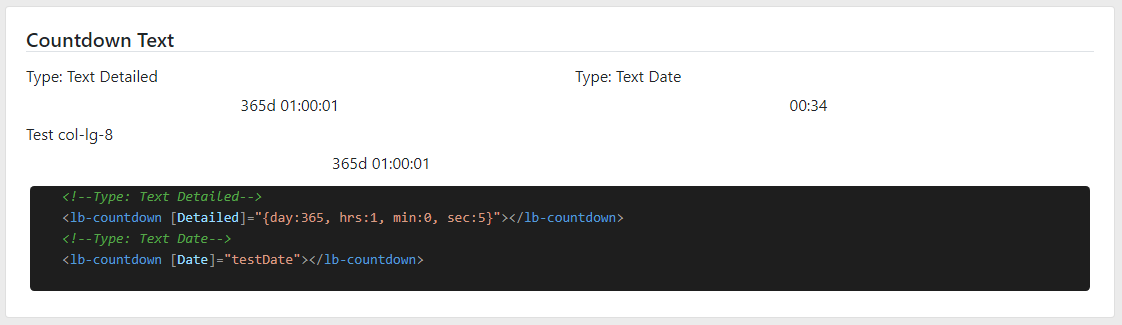 Countdown Text
Type: Text Detailed
Type: Text Date
365d 01:00:01
00:34
Test col-lg-8
365d 01:00:01
<!--Type: Text Detailed-->
<lb-countdown [Detailed]="{day:365, hrs:1, min:0, sec:5}"></lb-countdown>
<!--Type: Text Date-->
<lb-countdown [Date]="testDate"></lb-countdown>